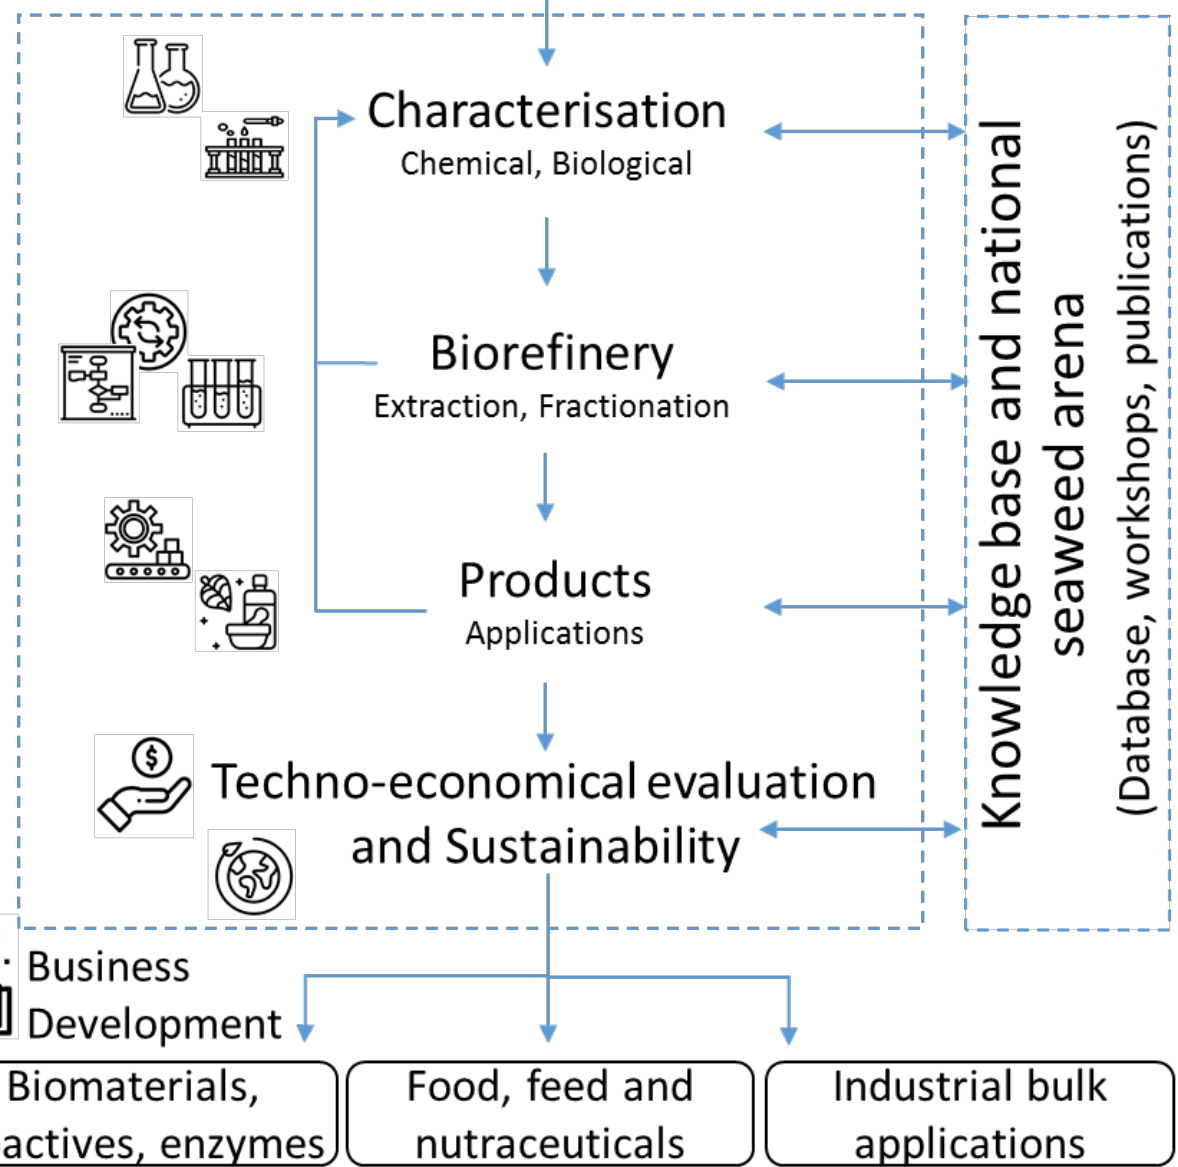 Characterisation
Chemical, Biological
Biorefinery
Extraction, Fractionation
Products
Applications
Techno-economical evaluation
and Sustainability
Knowledge base and national
seaweed arena
(Database, workshops, publications)
Business
Development
Biomaterials,
enzymes
Food, feed and
nutraceuticals
Industrial bulk
applications